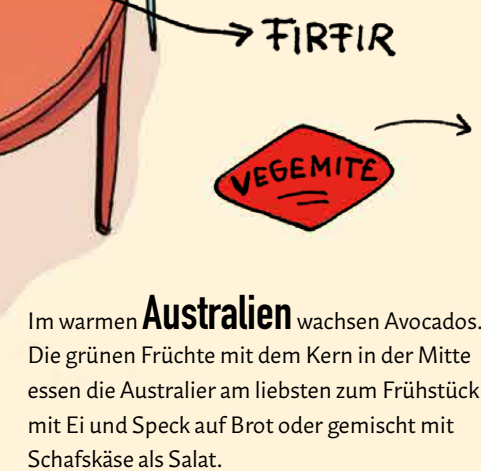 FIRFIR
VEGEMITE
Im warmen Australien wachsen Avocados.
Die grünen Früchte mit dem Kern in der Mitte
essen die Australier am liebsten zum Frühstück
mit Ei und Speck auf Brot oder gemischt mit
Schafskäse als Salat.